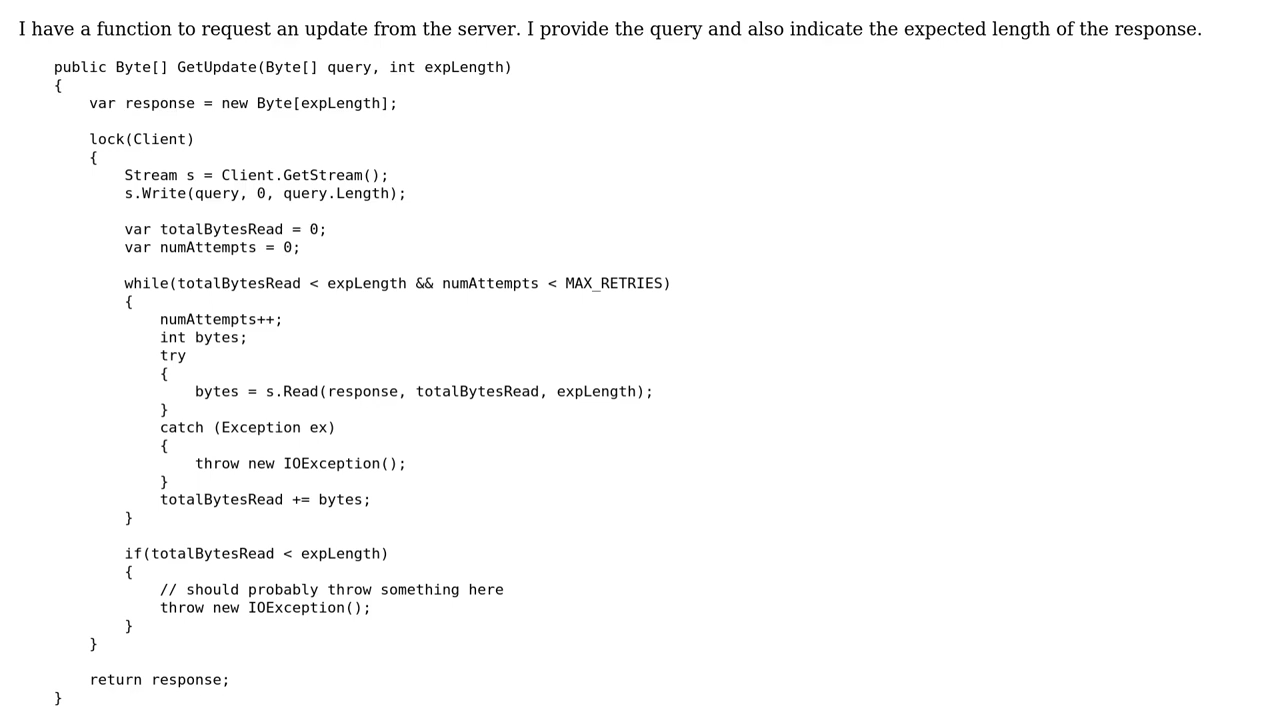 I have a function to request an update from the server. I provide the query and also indicate the expected length of the response.
public Byte[] GetUpdate(Byte[] query, int expLength)
{
    var response = new Byte[expLength];

    lock(Client)
    {
        Stream s = Client.GetStream();
        s.Write(query, 0, query.Length);

        var totalBytesRead = 0;
        var numAttempts = 0;

        while(totalBytesRead < expLength && numAttempts < MAX_RETRIES)
        {
            numAttempts++;
            int bytes;
            try
            {
                bytes = s.Read(response, totalBytesRead, expLength);
            }
            catch (Exception ex)
            {
                throw new IOException();
            }
            totalBytesRead += bytes;
        }

        if(totalBytesRead < expLength)
        {
            // should probably throw something here
            throw new IOException();
        }
    }

    return response;
}